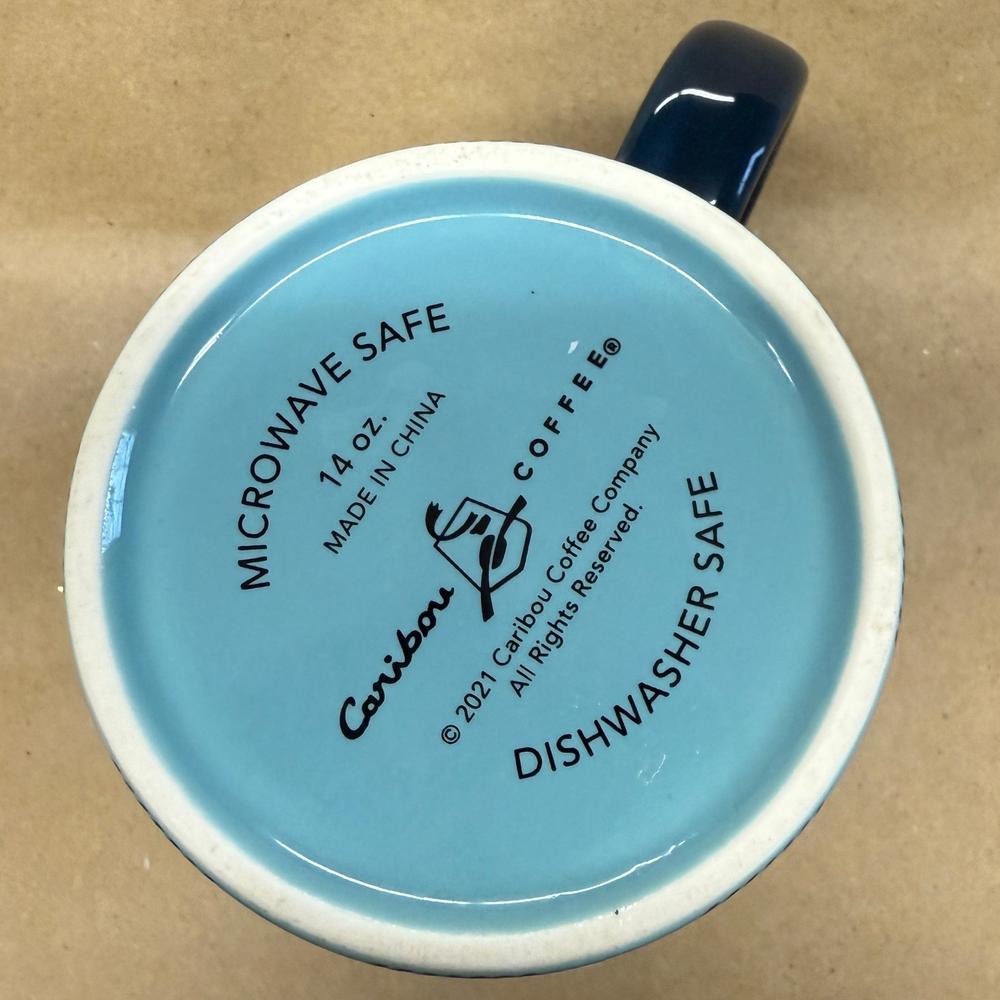 MICROWAVE SAFE
14 OZ.
MADE IN CHINA
Caribou COFFEE®
© 2021 Caribou Coffee Company
All Rights Reserved.
DISHWASHER SAFE